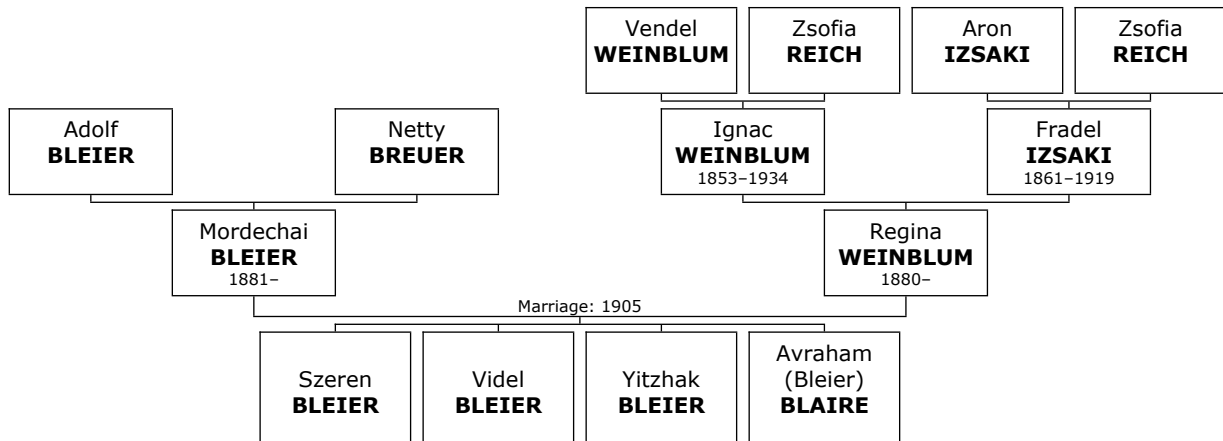 Vendel
WEINBLUM
Zsofia
REICH
Aron
IZSAKI
Zsofia
REICH
Adolf
BLEIER
Netty
BREUER
Ignac
WEINBLUM
1853–1934
Fradel
IZSAKI
1861–1919
Mordechai
BLEIER
1881–
Regina
WEINBLUM
1880–
Marriage: 1905
Szeren
BLEIER
Videl
BLEIER
Yitzhak
BLEIER
Avraham
(Bleier)
BLAIRE